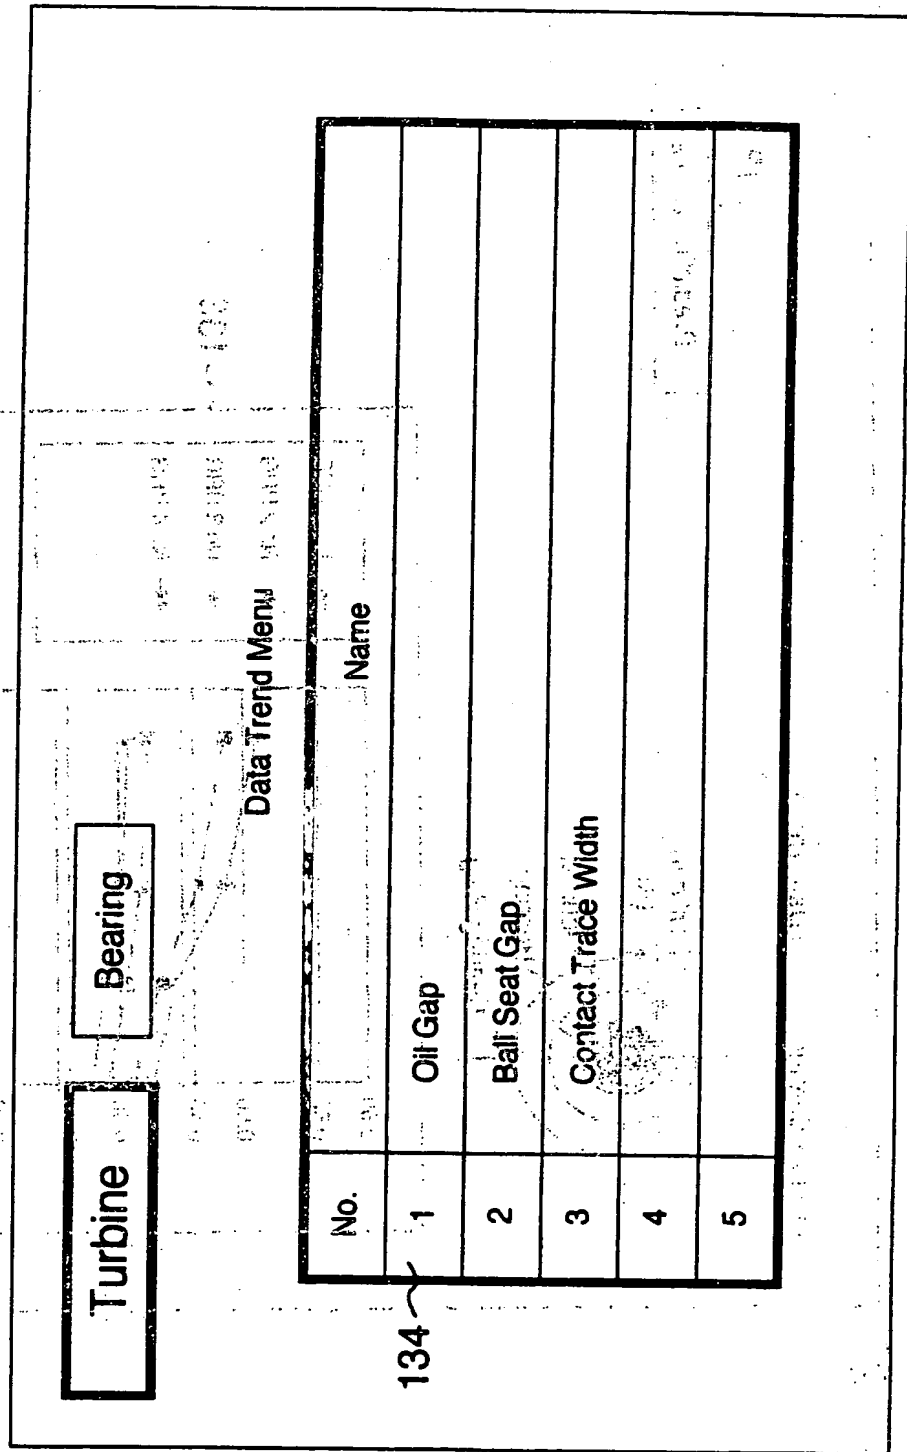 Turbine
Bearing
Data Trend Menu
No. Name
1 Oil Gap
2 Ball Seat Gap
3 Contact Trace Width
4
5
134